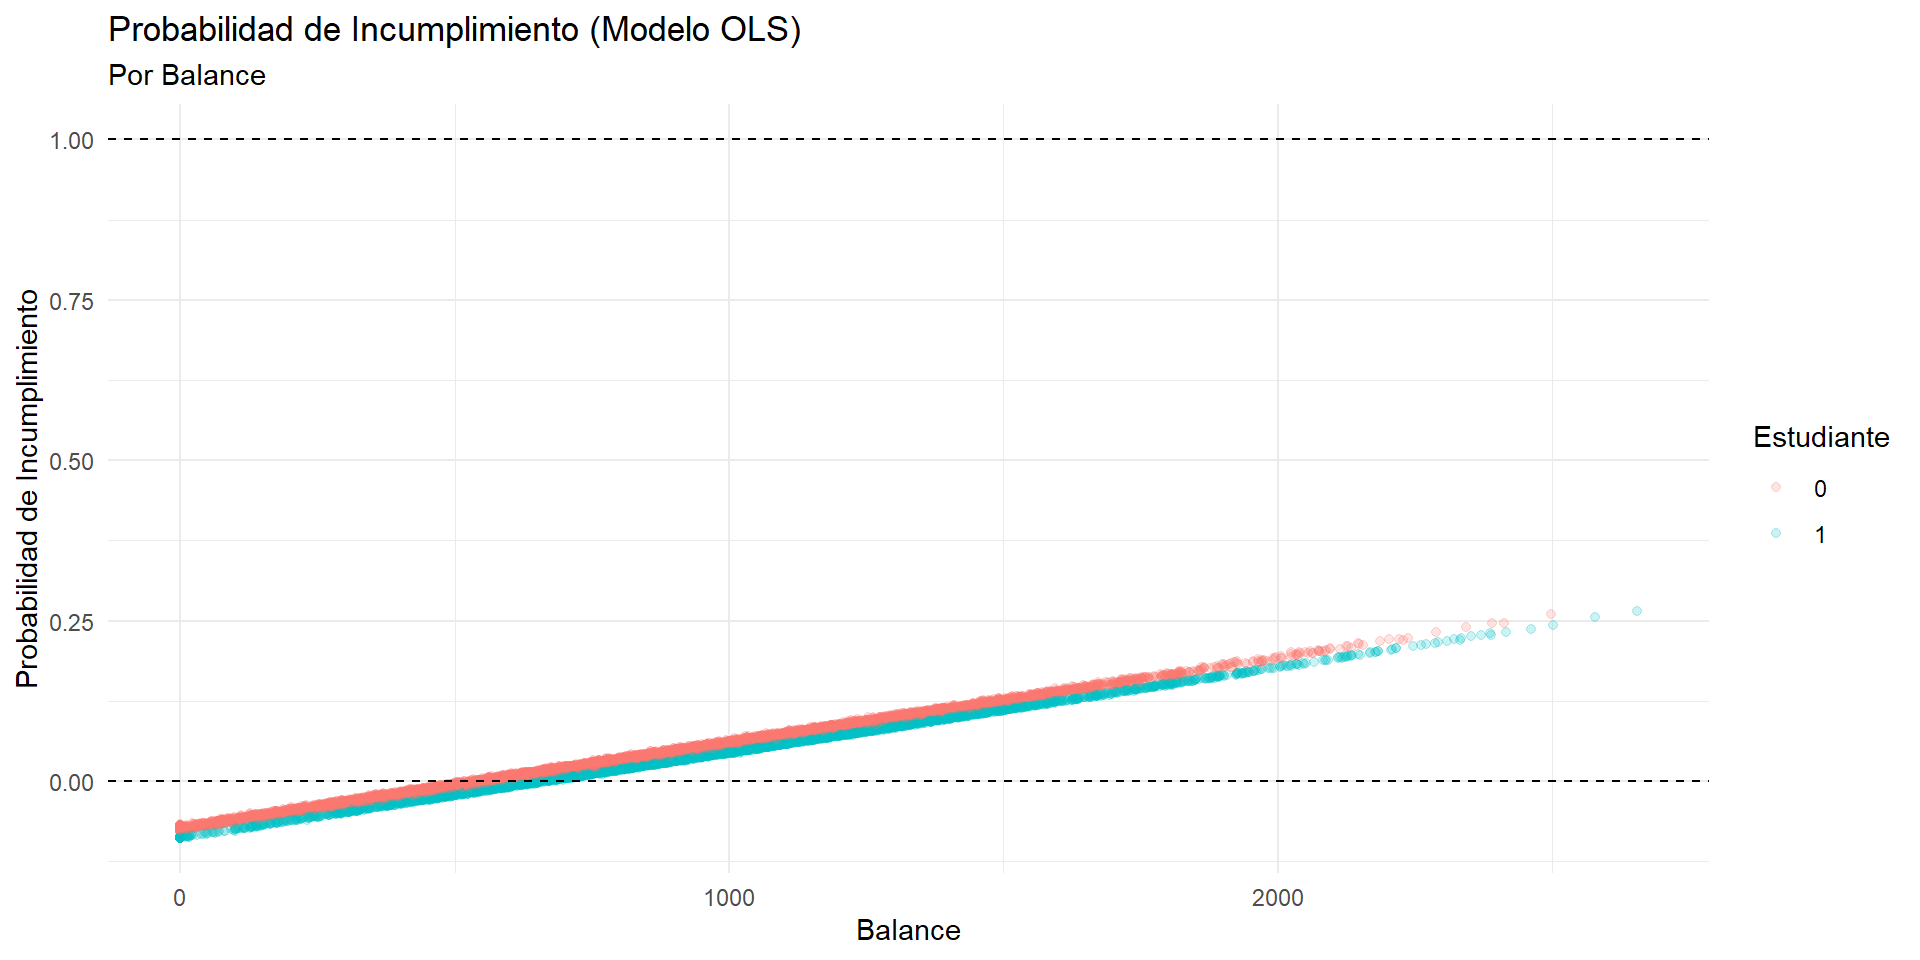 Probabilidad de Incumplimiento (Modelo OLS)
Por Balance
1.00
0.75
0.50
0.25
0.00
Probabilidad de Incumplimiento
0
1000
2000
Balance
Estudiante
0
1